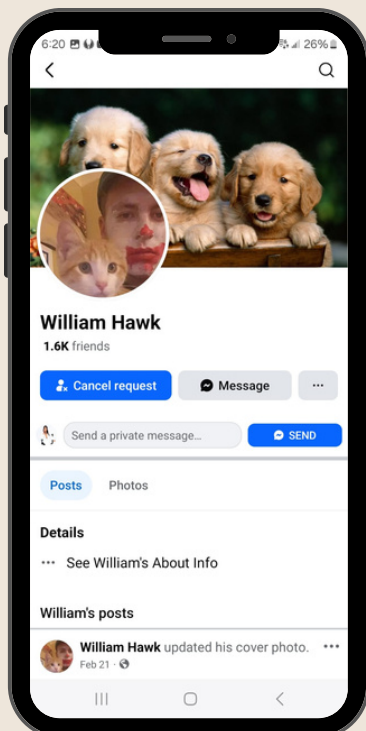 6:20
26%
William Hawk
1.6K friends
Cancel request
Message
Send a private message...
SEND
Posts
Photos
Details
See William's About Info
William's posts
William Hawk updated his cover photo.
Feb 21 ·